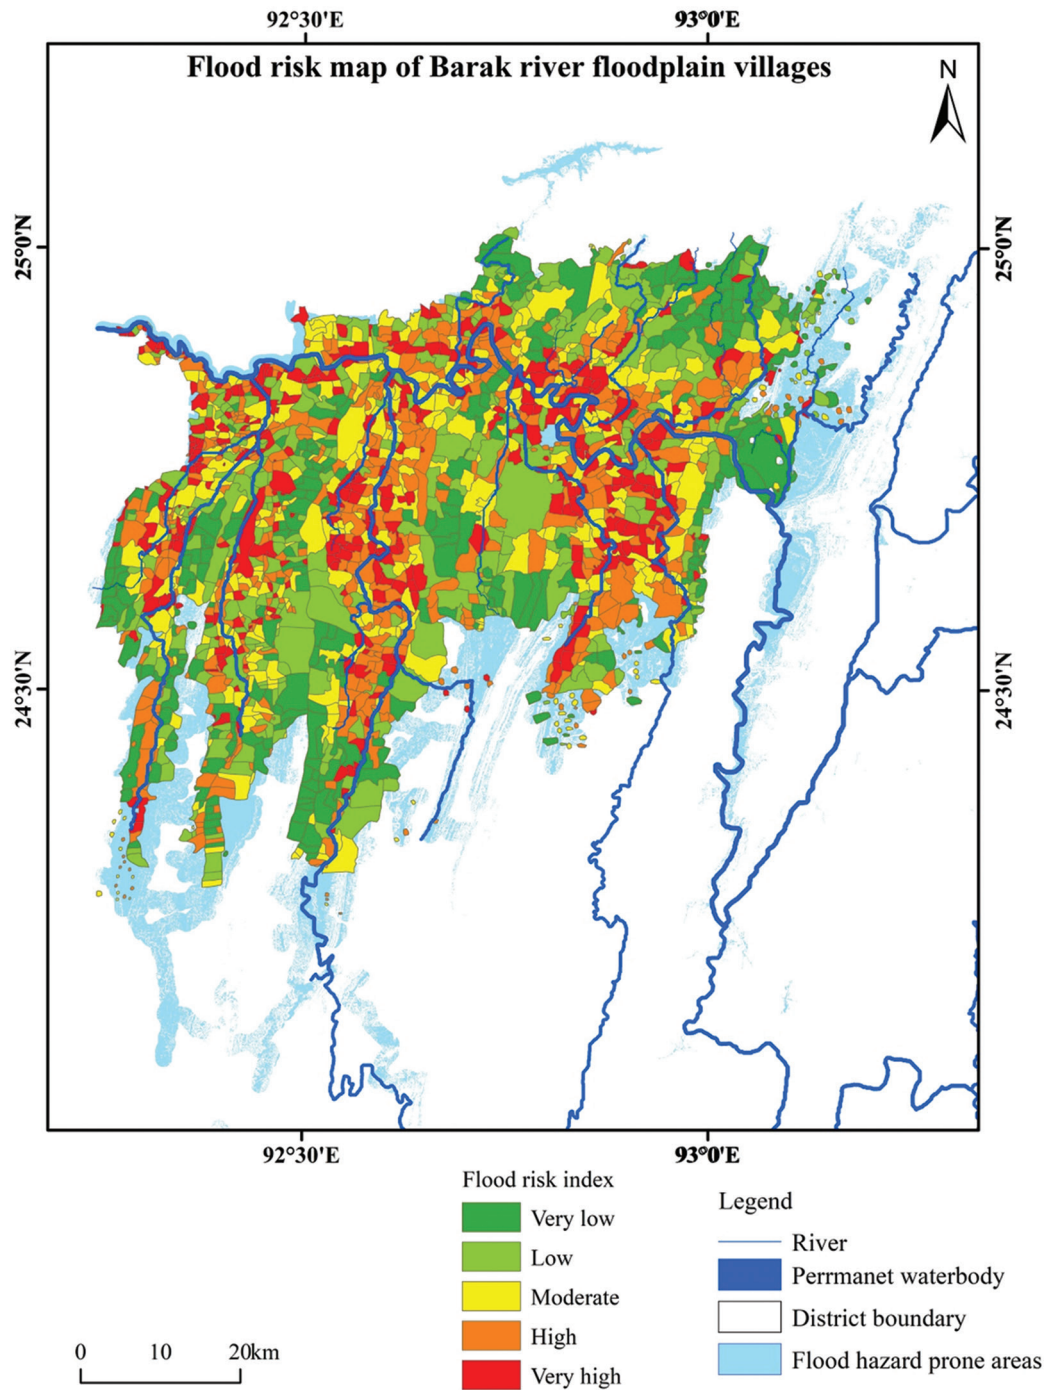 92°30'E 93°0'E
Flood risk map of Barak river floodplain villages
N
25°0'N 25°0'N
24°30'N 24°30'N
92°30'E 93°0'E
Flood risk index
Very low
Low
Moderate
High
Very high
Legend
River
Perrmanet waterbody
District boundary
Flood hazard prone areas
0 10 20km